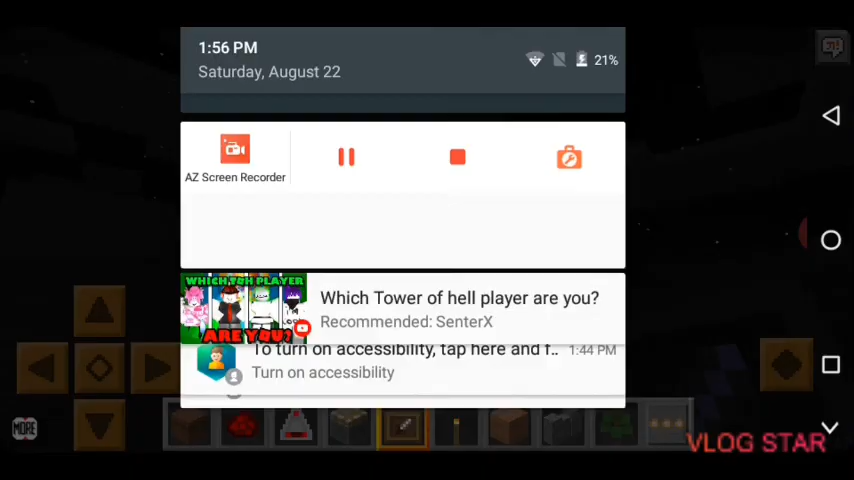 1:56 PM
Saturday, August 22
21%
AZ Screen Recorder
WHICH TOH PLAYER
ARE YOU?
Which Tower of hell player are you?
Recommended: SenterX
To turn on accessibility, tap here and f..
1:44 PM
Turn on accessibility
MORE
VLOG STAR